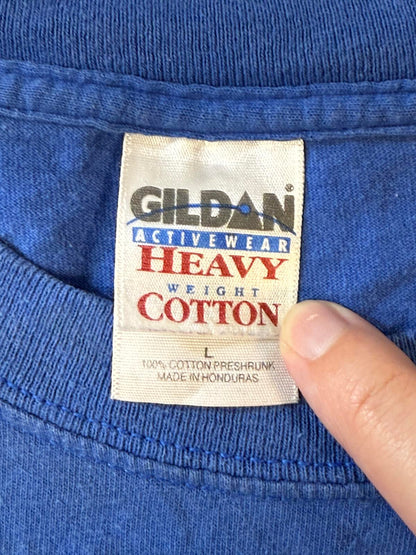 GILDAN®
ACTIVEWEAR
HEAVY
WEIGHT
COTTON
L
100% COTTON PRESHRUNK
MADE IN HONDURAS